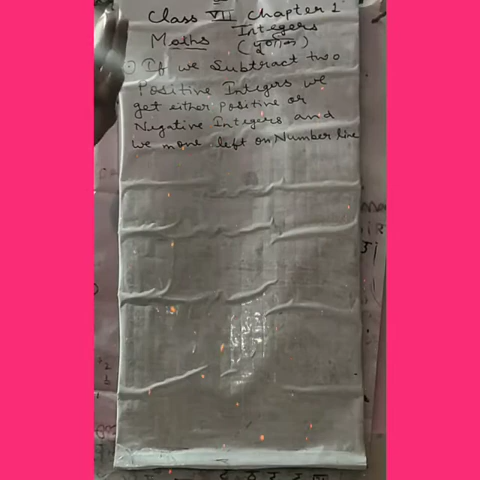 Class VII Chapter 1
Maths Integers
(पूर्णांक)
① If we Subtract two
Positive Integers we
get either positive or
Negative Integers and
we move left on Number line